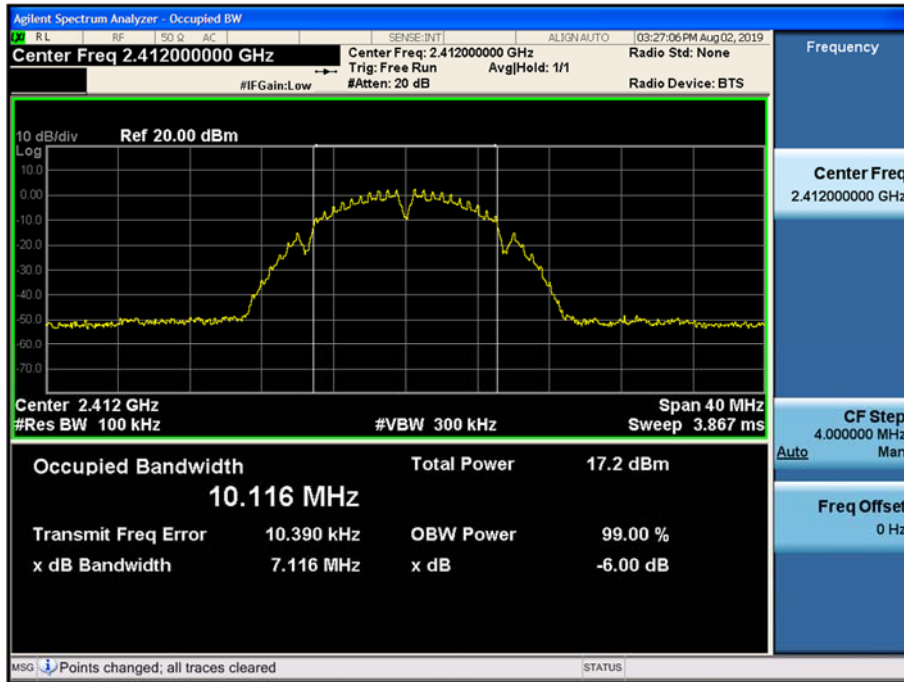 Agilent Spectrum Analyzer - Occupied BW
LXI RL RF 50 Ω AC SENSE:INT ALIGN AUTO 03:27:06 PM Aug 02, 2019
Center Freq 2.412000000 GHz
Center Freq: 2.412000000 GHz
Radio Std: None
Trig: Free Run Avg|Hold: 1/1
#IFGain:Low
#Atten: 20 dB
Radio Device: BTS
Frequency
10 dB/div Ref 20.00 dBm
Log
10.0
0.00
-10.0
-20.0
-30.0
-40.0
-50.0
-60.0
-70.0
Center Freq
2.412000000 GHz
Center 2.412 GHz
Span 40 MHz
#Res BW 100 kHz
#VBW 300 kHz
Sweep 3.867 ms
CF Step
4.000000 MHz
Auto Man
Occupied Bandwidth
Total Power 17.2 dBm
10.116 MHz
Transmit Freq Error 10.390 kHz
OBW Power 99.00 %
x dB Bandwidth 7.116 MHz
x dB -6.00 dB
Freq Offset
0 Hz
MSG Points changed; all traces cleared
STATUS